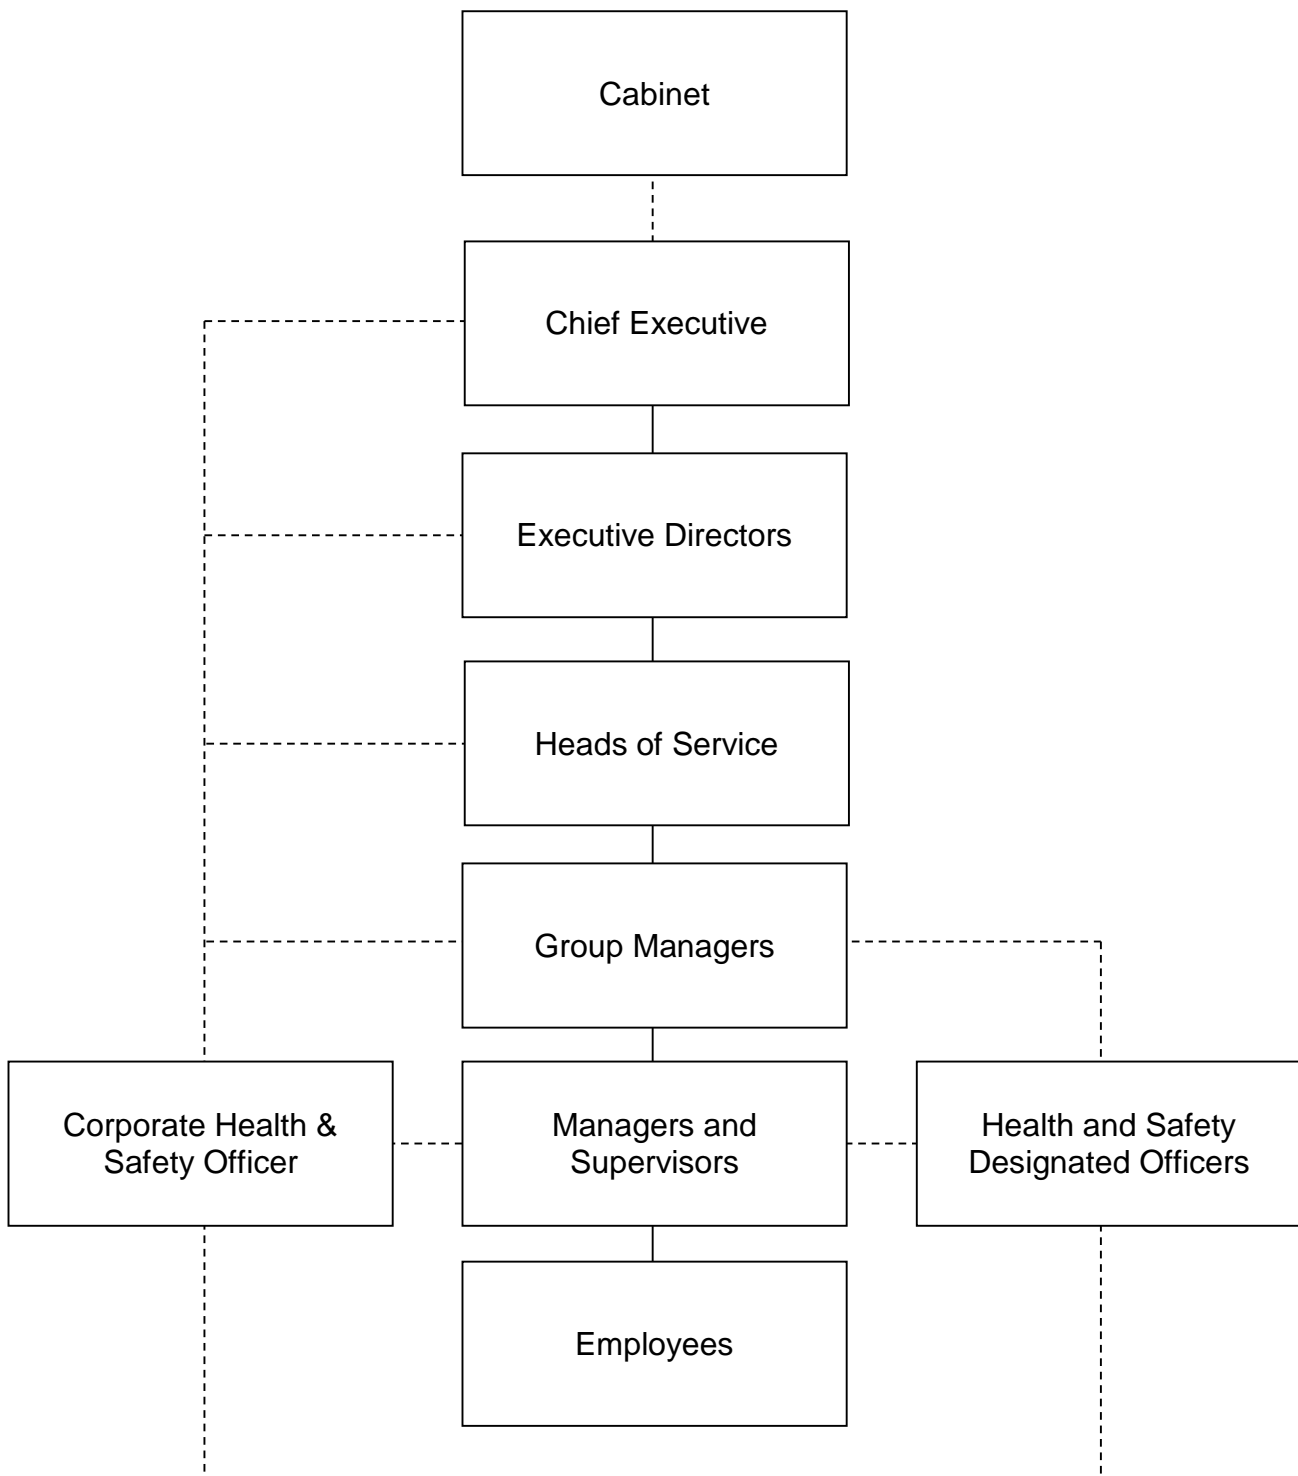 Cabinet
Chief Executive
Executive Directors
Heads of Service
Group Managers
Corporate Health &
Safety Officer
Managers and
Supervisors
Health and Safety
Designated Officers
Employees